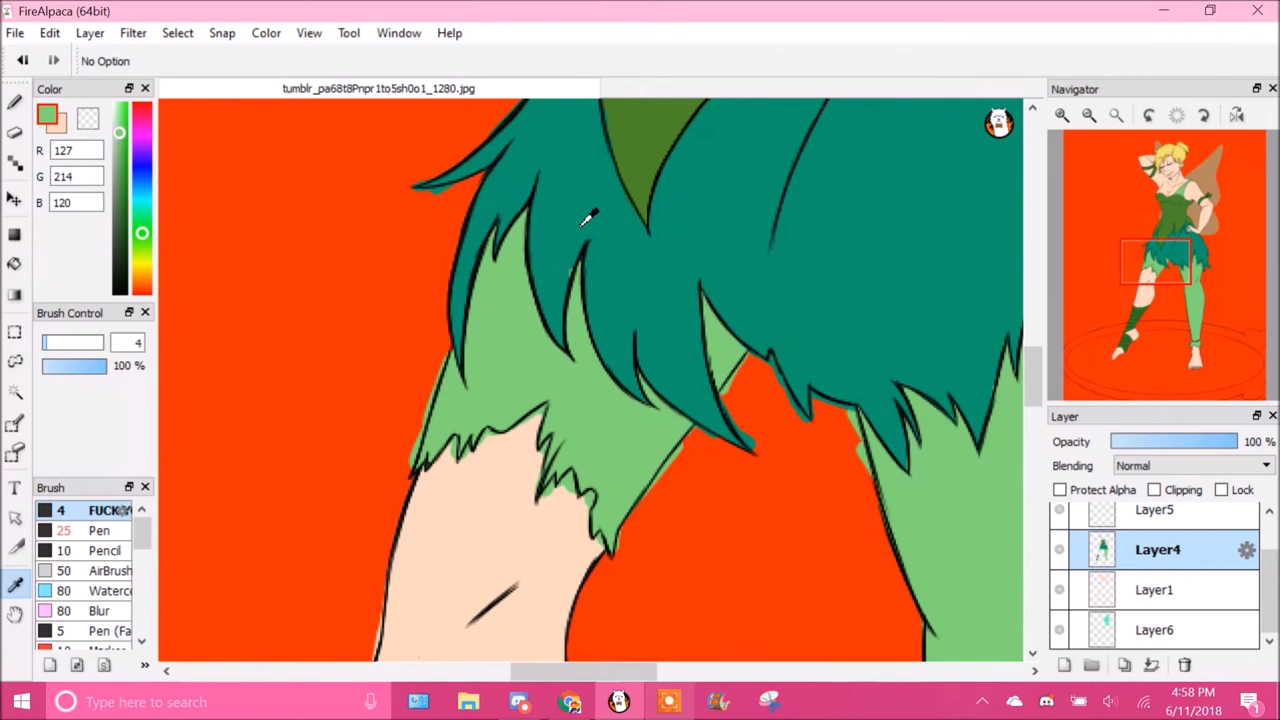 FireAlpaca (64bit)
File Edit Layer Filter Select Snap Color View Tool Window Help
No Option
Color
tumblr_pa68t8Pnpr1to5sh0o1_1280.jpg
Navigator
R 127
G 214
B 120
Brush Control
4
100 %
Layer
Opacity 100 %
Blending Normal
Protect Alpha Clipping Lock
Layer5
Layer4
Layer1
Layer6
Brush
4
25 Pen
10 Pencil
50 AirBrush
80 Waterco
80 Blur
5 Pen (Fa
T
Type here to search
4:58 PM
6/11/2018
1